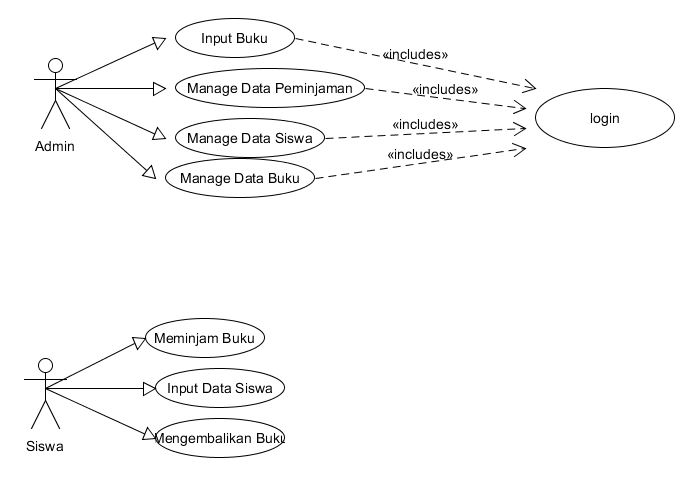 Input Buku
«includes»
Manage Data Peminjaman
«includes»
login
Manage Data Siswa
«includes»
Admin
Manage Data Buku
«includes»
Meminjam Buku
Input Data Siswa
Siswa
Mengembalikan Buku